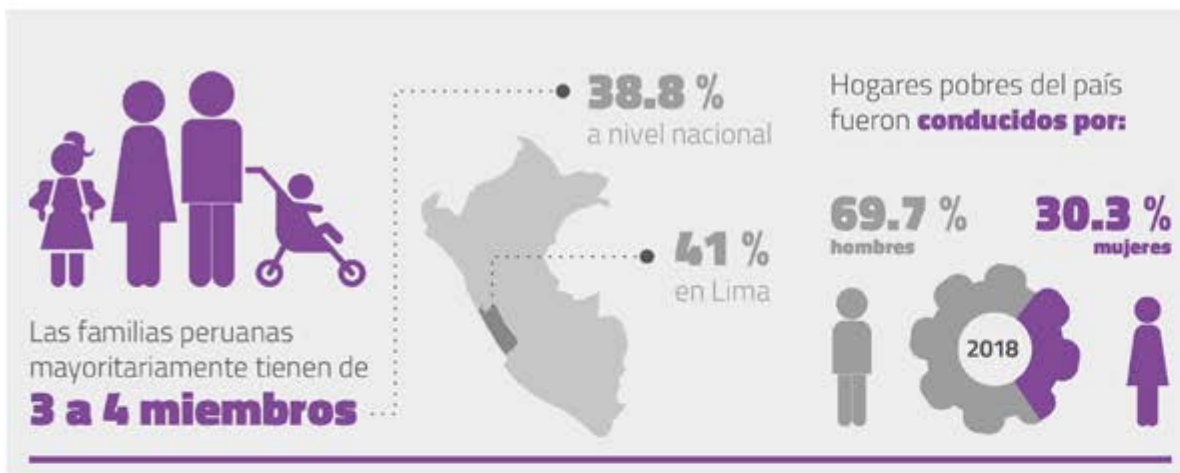 38.8 %
a nivel nacional
41 %
en Lima
Las familias peruanas
mayoritariamente tienen de
3 a 4 miembros
Hogares pobres del país
fueron conducidos por:
69.7 %
hombres
30.3 %
mujeres
2018